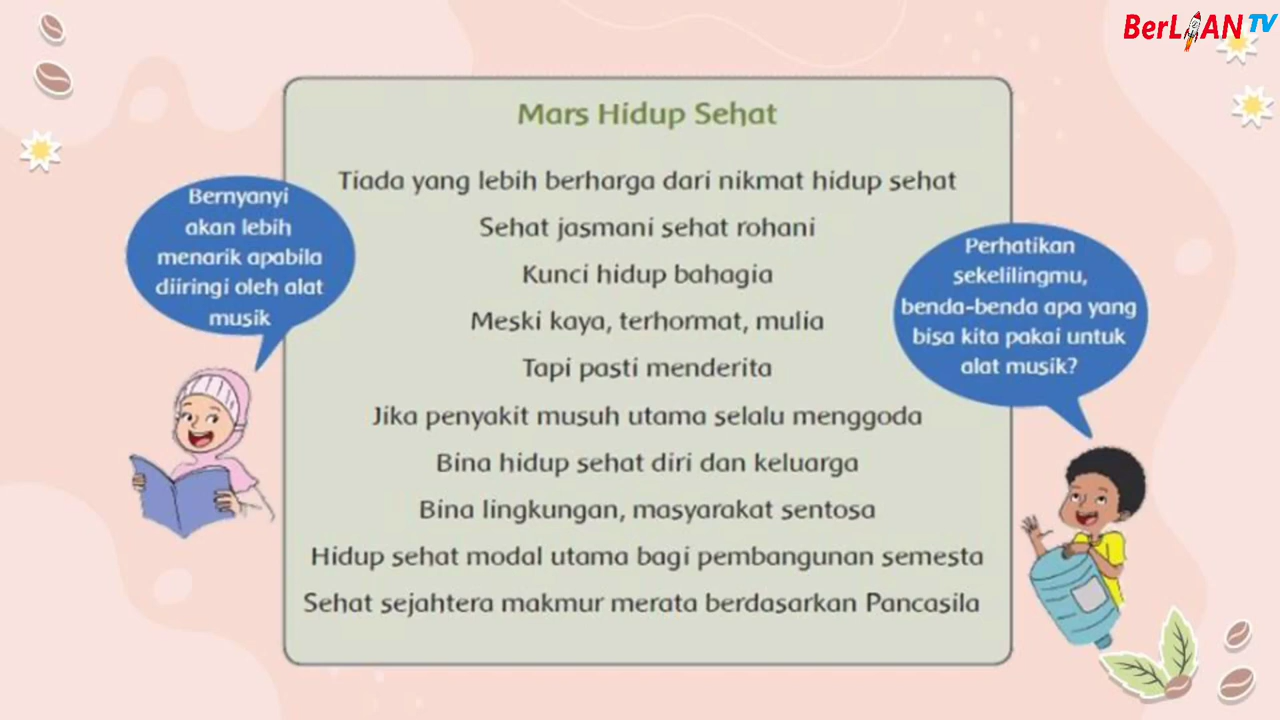 BerLIAN TV
Mars Hidup Sehat
Tiada yang lebih berharga dari nikmat hidup sehat
Sehat jasmani sehat rohani
Kunci hidup bahagia
Meski kaya, terhormat, mulia
Tapi pasti menderita
Jika penyakit musuh utama selalu menggoda
Bina hidup sehat diri dan keluarga
Bina lingkungan, masyarakat sentosa
Hidup sehat modal utama bagi pembangunan semesta
Sehat sejahtera makmur merata berdasarkan Pancasila
Bernyanyi
akan lebih
menarik apabila
diiringi oleh alat
musik
Perhatikan
sekelilingmu,
benda-benda apa yang
bisa kita pakai untuk
alat musik?